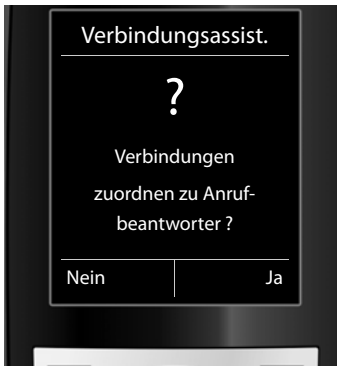 Verbindungsassist.
?
Verbindungen
zuordnen zu Anruf-
beantworter ?
Nein Ja